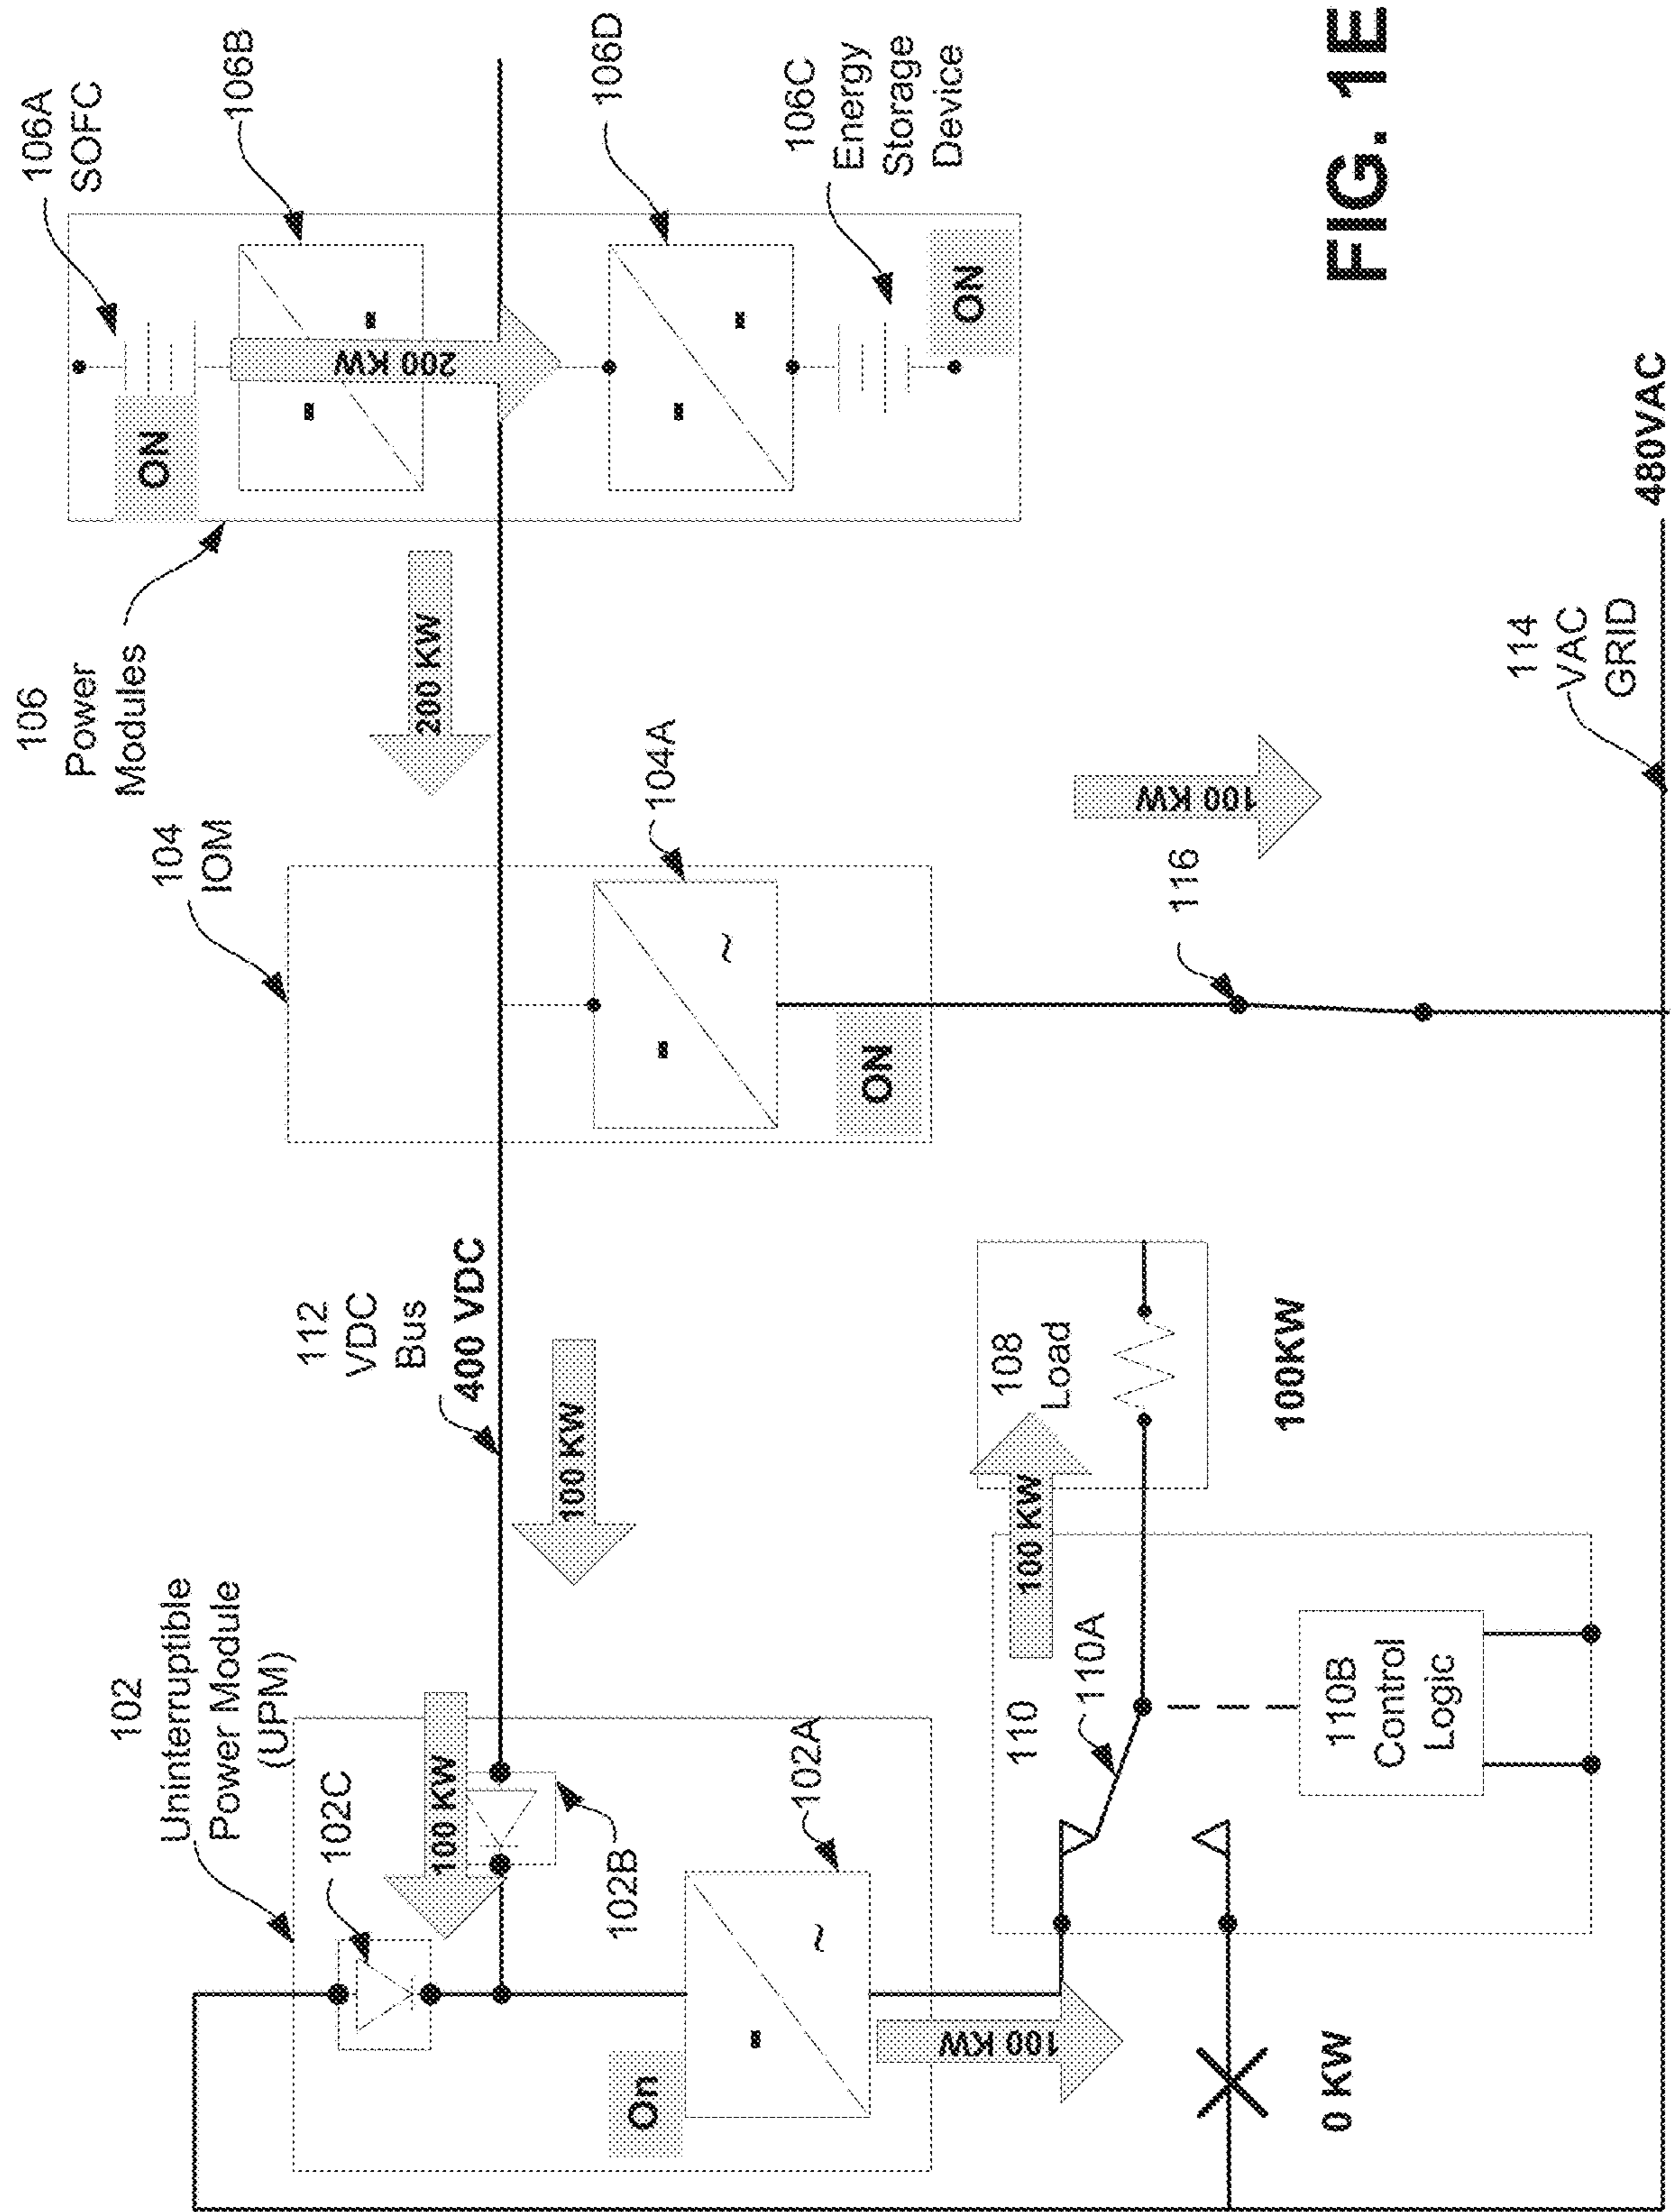 102
Uninterruptible
Power Module
(UPM)
102C
100 KW
102B
102A
On
100 KW
0 KW
110
110A
110B
Control
Logic
100 KW
108
Load
100KW
112
VDC
Bus
400 VDC
100 KW
104
IOM
104A
ON
116
100 KW
106
Power
Modules
200 KW
106A
SOFC
ON
106B
200 KW
106D
106C
Energy
Storage
Device
ON
114
VAC
GRID
480VAC
FIG. 1E